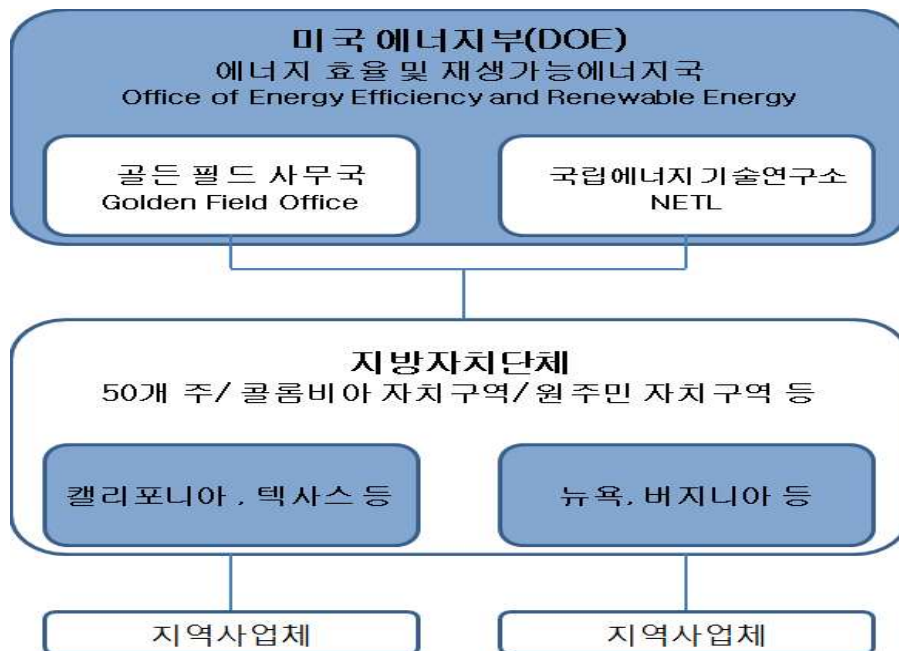 미국 에너지부(DOE)
에너지 효율 및 재생가능에너지국
Office of Energy Efficiency and Renewable Energy
골든 필드 사무국
Golden Field Office
국립에너지 기술연구소
NETL
지방자치단체
50개 주/ 콜롬비아 자치구역/원주민 자치구역 등
캘리포니아 , 텍사스 등
뉴욕, 버지니아 등
지역사업체
지역사업체